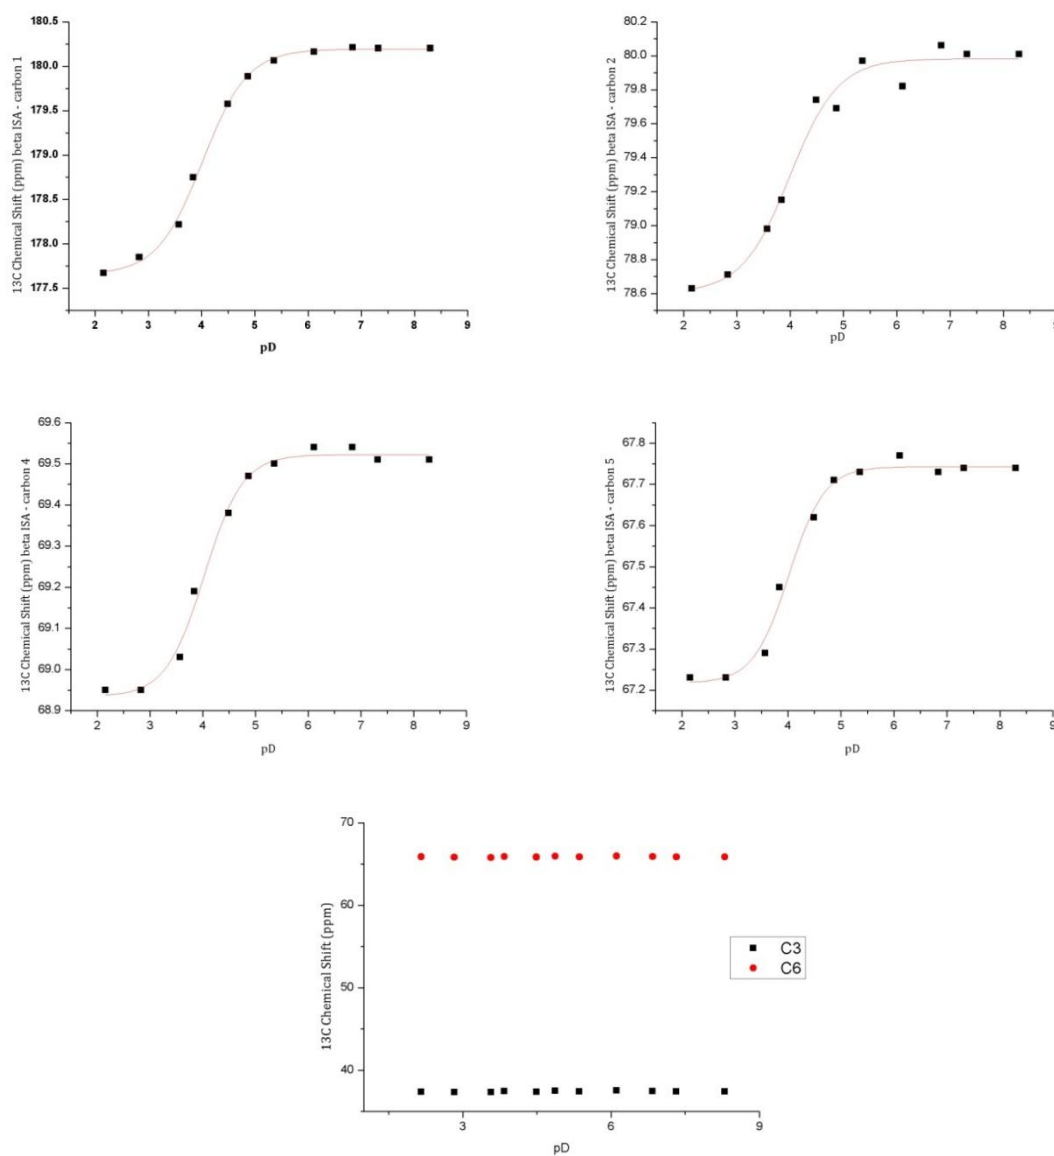 13C Chemical Shift (ppm) beta ISA - carbon 1
180.5
180.0
179.5
179.0
178.5
178.0
177.5
2 3 4 5 6 7 8 9
pD
13C Chemical Shift (ppm) beta ISA - carbon 2
80.2
80.0
79.8
79.6
79.4
79.2
79.0
78.8
78.6
2 3 4 5 6 7 8 9
pD
13C Chemical Shift (ppm) beta ISA - carbon 4
69.6
69.5
69.4
69.3
69.2
69.1
69.0
68.9
2 3 4 5 6 7 8 9
pD
13C Chemical Shift (ppm) beta ISA - carbon 5
67.8
67.7
67.6
67.5
67.4
67.3
67.2
2 3 4 5 6 7 8 9
pD
13C Chemical Shift (ppm)
70
60
50
40
3 6 9
pD
C3
C6